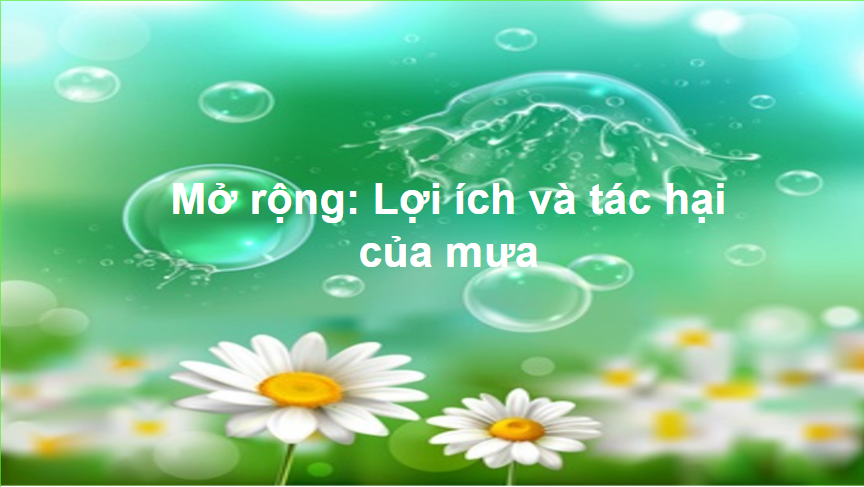 Mở rộng: Lợi ích và tác hại
của mưa